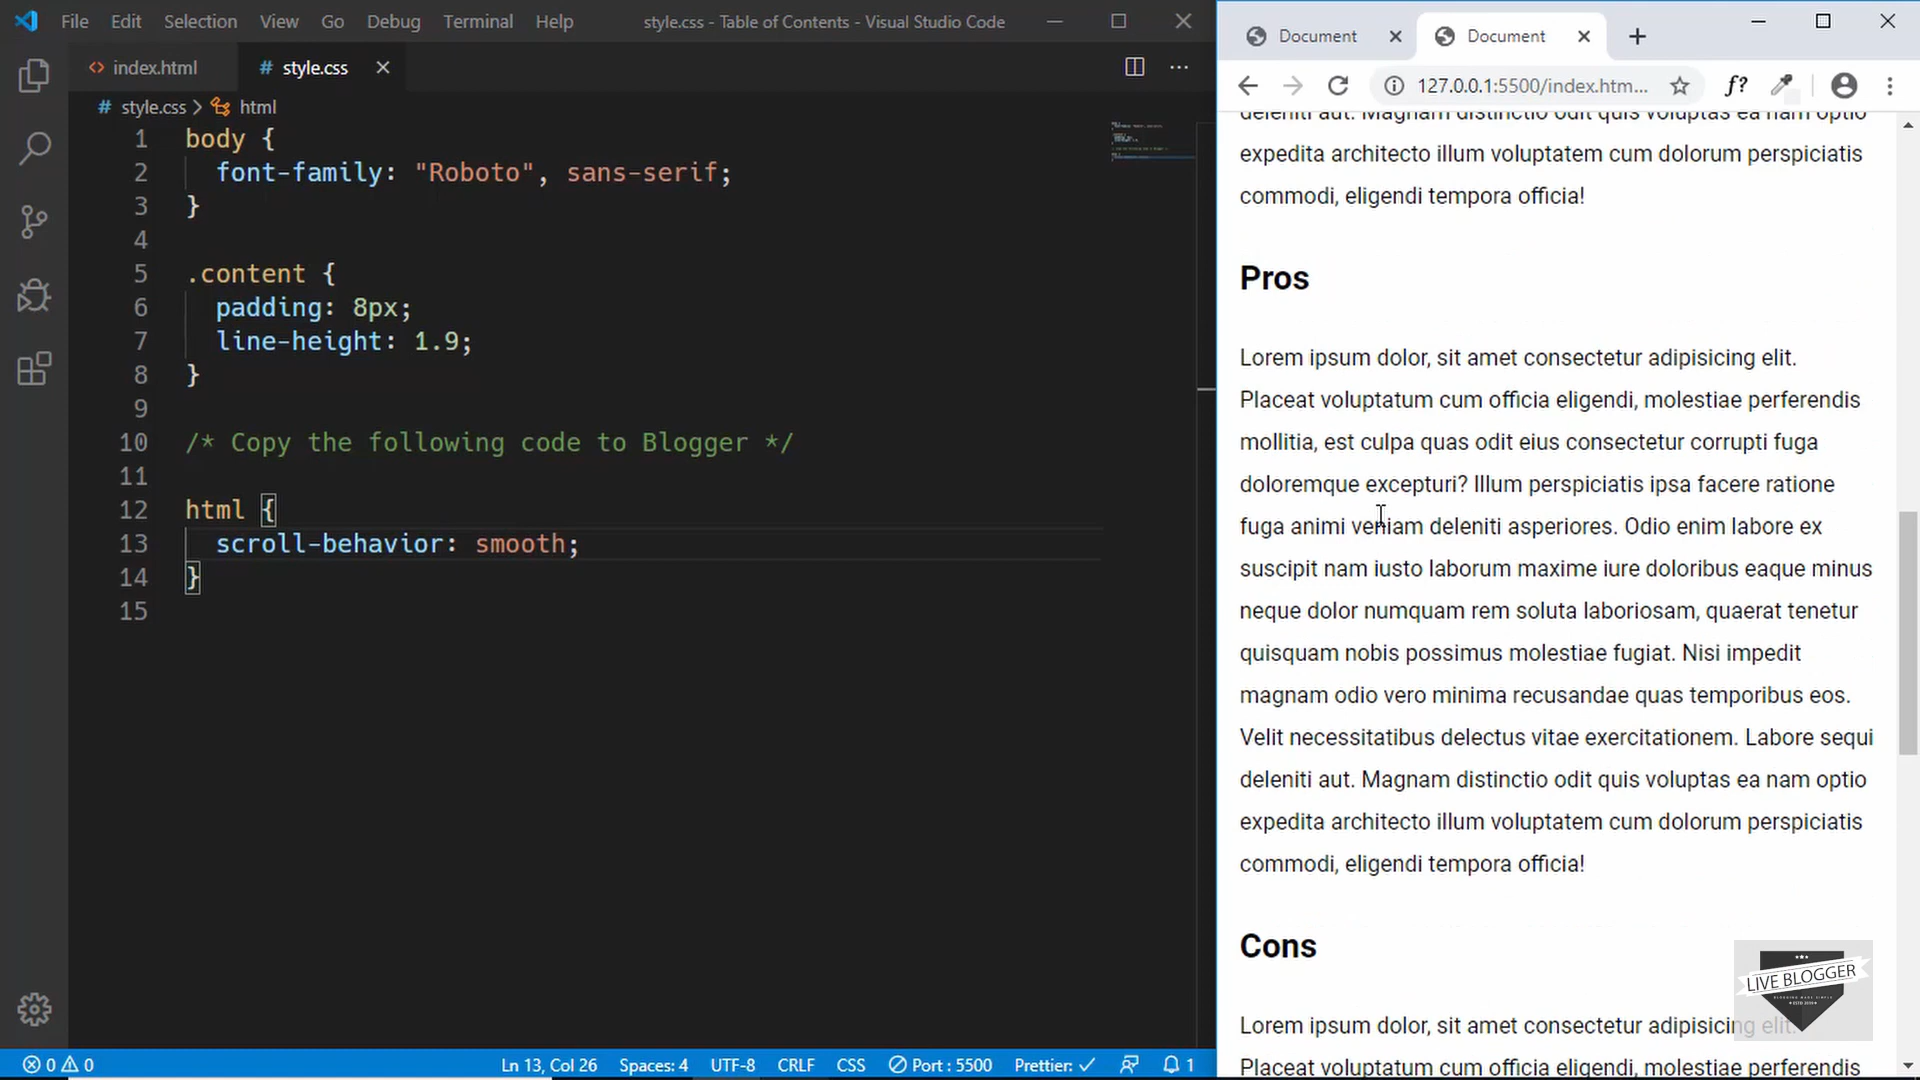 File Edit Selection View Go Debug Terminal Help style.css - Table of Contents - Visual Studio Code
index.html style.css
style.css > html
1 body {
2 font-family: "Roboto", sans-serif;
3 }
4
5 .content {
6 padding: 8px;
7 line-height: 1.9;
8 }
9
10 /* Copy the following code to Blogger */
11
12 html {
13 scroll-behavior: smooth;
14 }
15
0 0 Ln 13, Col 26 Spaces: 4 UTF-8 CRLF CSS Port : 5500 Prettier: 1
Document Document
127.0.0.1:5500/index.htm... f?
deleniti aut. Magnam distinctio odit quis voluptas ea nam optio
expedita architecto illum voluptatem cum dolorum perspiciatis
commodi, eligendi tempora officia!
Pros
Lorem ipsum dolor, sit amet consectetur adipisicing elit.
Placeat voluptatum cum officia eligendi, molestiae perferendis
mollitia, est culpa quas odit eius consectetur corrupti fuga
doloremque excepturi? Illum perspiciatis ipsa facere ratione
fuga animi veniam deleniti asperiores. Odio enim labore ex
suscipit nam iusto laborum maxime iure doloribus eaque minus
neque dolor numquam rem soluta laboriosam, quaerat tenetur
quisquam nobis possimus molestiae fugiat. Nisi impedit
magnam odio vero minima recusandae quas temporibus eos.
Velit necessitatibus delectus vitae exercitationem. Labore sequi
deleniti aut. Magnam distinctio odit quis voluptas ea nam optio
expedita architecto illum voluptatem cum dolorum perspiciatis
commodi, eligendi tempora officia!
Cons
Lorem ipsum dolor, sit amet consectetur adipisicing elit.
Placeat voluptatum cum officia eligendi, molestiae perferendis
LIVE BLOGGER